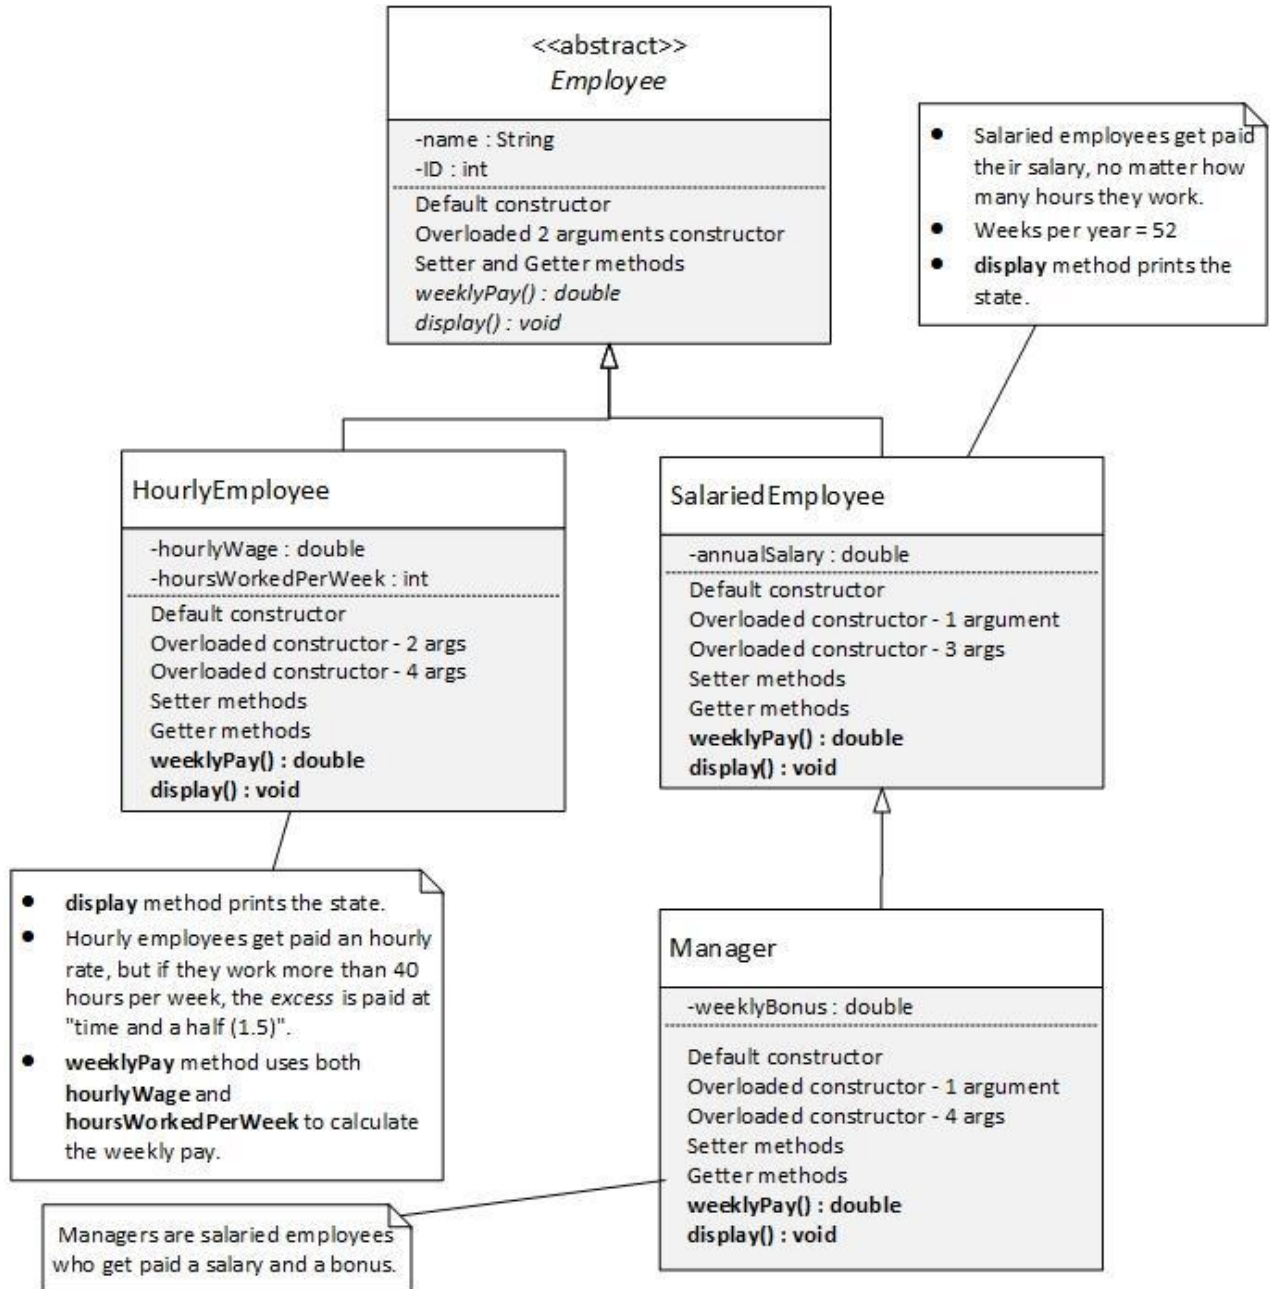 <<abstract>>
Employee
-name : String
-ID : int
Default constructor
Overloaded 2 arguments constructor
Setter and Getter methods
weeklyPay() : double
display() : void
● Salaried employees get paid
their salary, no matter how
many hours they work.
● Weeks per year = 52
● display method prints the
state.
HourlyEmployee
-hourlyWage : double
-hoursWorkedPerWeek : int
Default constructor
Overloaded constructor - 2 args
Overloaded constructor - 4 args
Setter methods
Getter methods
weeklyPay() : double
display() : void
SalariedEmployee
-annualSalary : double
Default constructor
Overloaded constructor - 1 argument
Overloaded constructor - 3 args
Setter methods
Getter methods
weeklyPay() : double
display() : void
● display method prints the state.
● Hourly employees get paid an hourly
rate, but if they work more than 40
hours per week, the excess is paid at
"time and a half (1.5)".
● weeklyPay method uses both
hourlyWage and
hoursWorkedPerWeek to calculate
the weekly pay.
Manager
-weeklyBonus : double
Default constructor
Overloaded constructor - 1 argument
Overloaded constructor - 4 args
Setter methods
Getter methods
weeklyPay() : double
display() : void
Managers are salaried employees
who get paid a salary and a bonus.